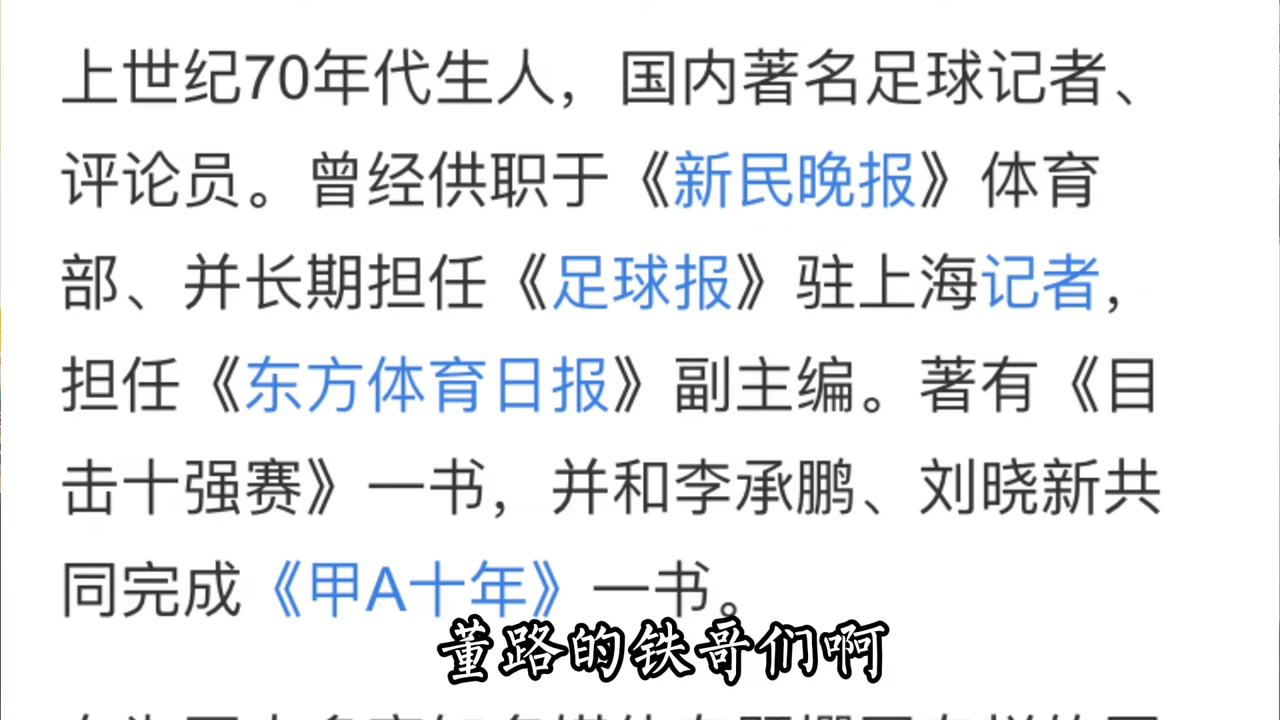 上世纪70年代生人，国内著名足球记者、
评论员。曾经供职于《新民晚报》体育
部、并长期担任《足球报》驻上海记者，
担任《东方体育日报》副主编。著有《目
击十强赛》一书，并和李承鹏、刘晓新共
同完成《甲A十年》一书。
董路的铁哥们啊